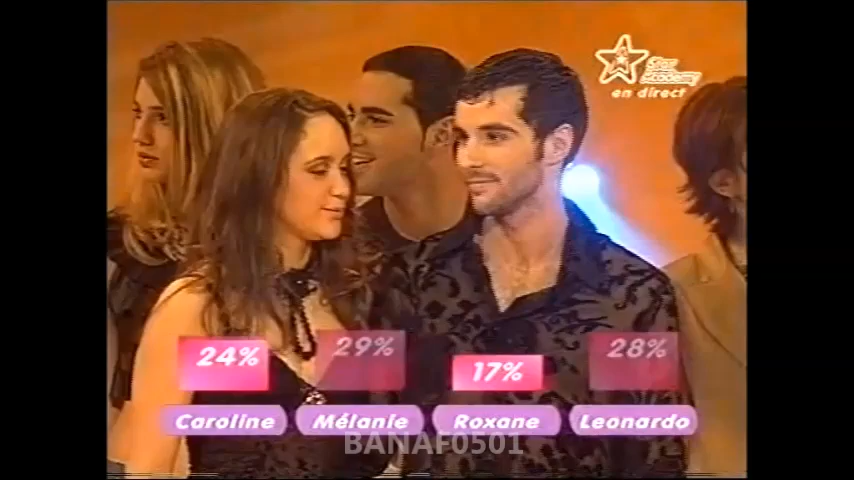 Star
Academy
en direct
24% 29% 17% 28%
Caroline Mélanie Roxane Leonardo
BANAF0501